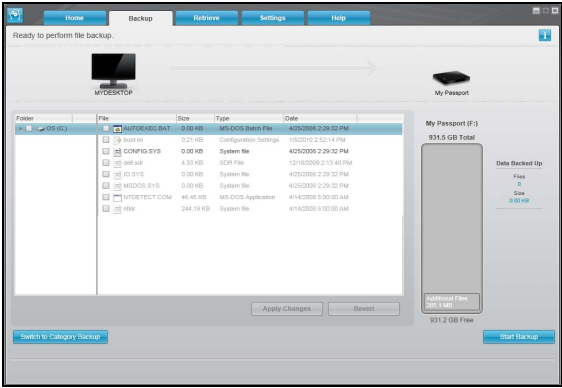 Home Backup Retrieve Settings Help
Ready to perform file backup.
MYDESKTOP
My Passport
Folder File Size Type Date
OS (C:)
AUTOEXEC.BAT 0.00 KB MS-DOS Batch File 4/25/2008 2:29:32 PM
boot.ini 0.21 KB Configuration Settings 1/5/2010 2:52:14 PM
CONFIG.SYS 0.00 KB System file 4/25/2008 2:29:32 PM
dell.sdr 4.33 KB SDR File 12/18/2009 2:13:40 PM
IO.SYS 0.00 KB System file 4/25/2008 2:29:32 PM
MSDOS.SYS 0.00 KB System file 4/25/2008 2:29:32 PM
NTDETECT.COM 46.45 KB MS-DOS Application 4/14/2008 5:00:00 AM
ntldr 244.19 KB System file 4/14/2008 5:00:00 AM
Apply Changes Revert
My Passport (F:)
931.5 GB Total
Additional Files
285.1 MB
931.2 GB Free
Data Backed Up
Files
0
Size
0.00 KB
Switch to Category Backup
Start Backup